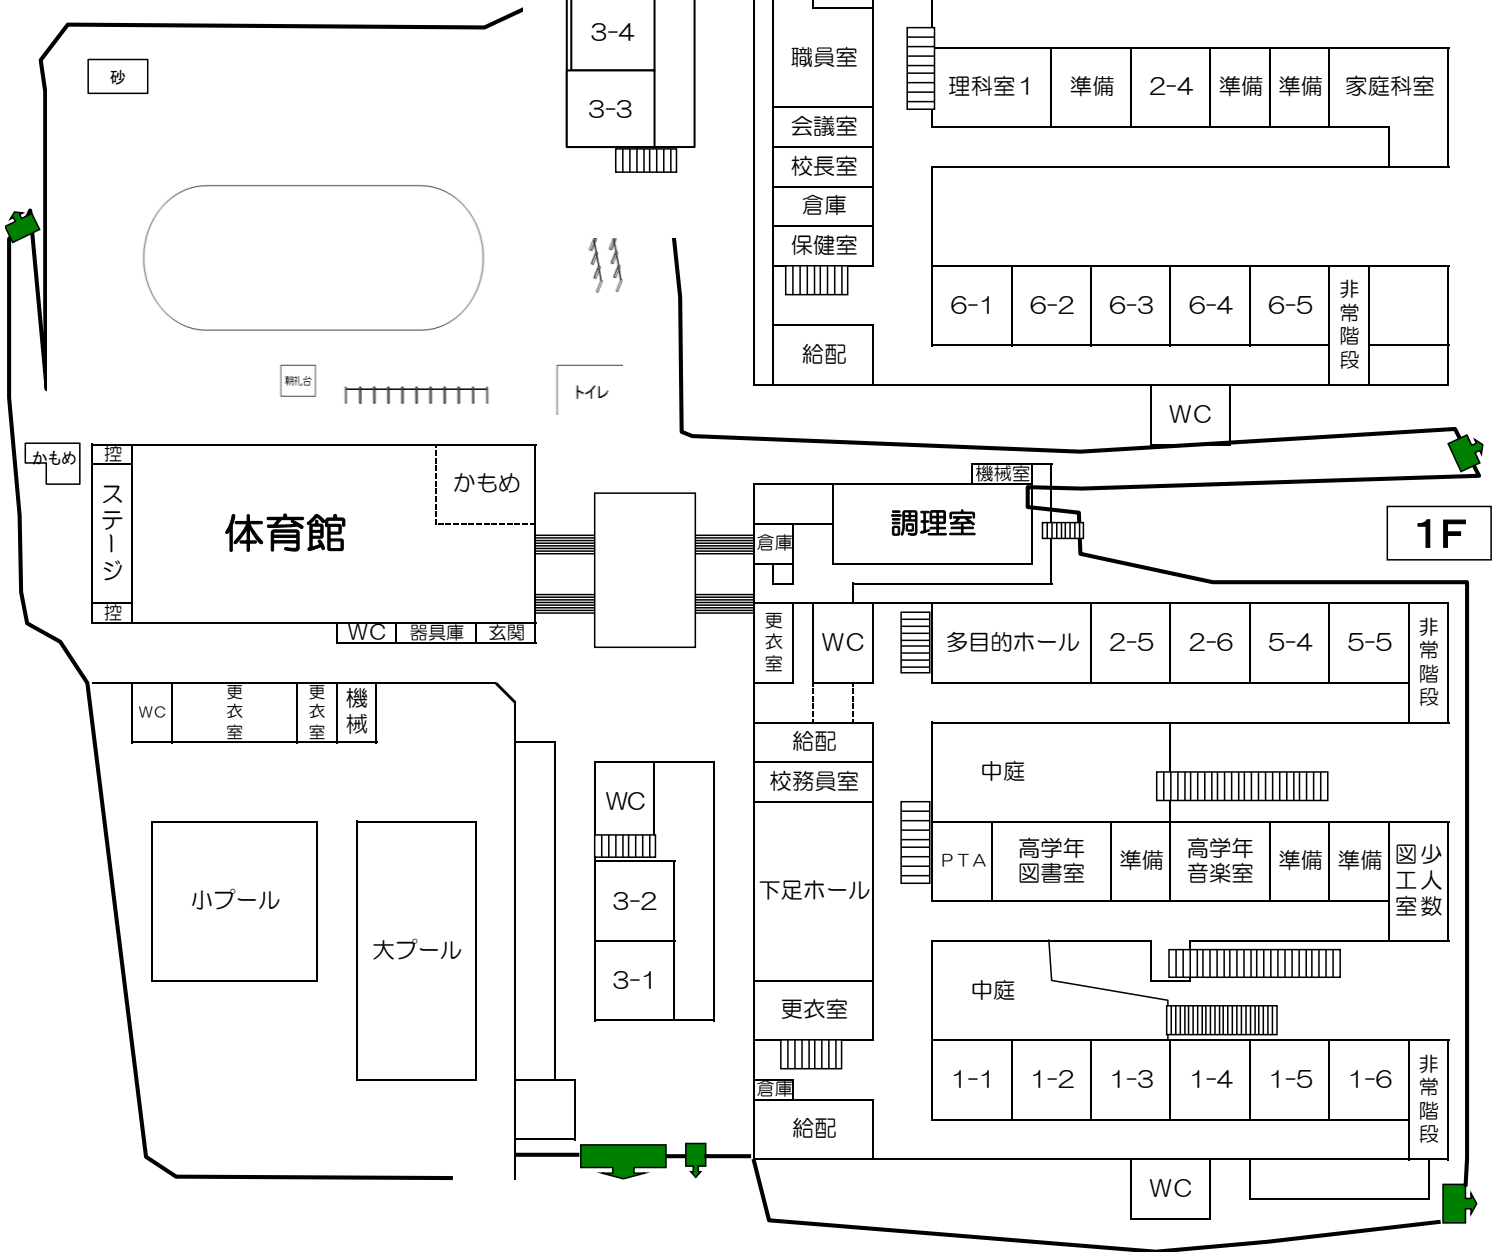 3-4
3-3
砂
職員室
会議室
校長室
倉庫
保健室
給配
理科室1
準備
2-4
準備
準備
家庭科室
6-1
6-2
6-3
6-4
6-5
非常階段
WC
朝礼台
トイレ
かもめ
控
ステージ
控
体育館
かもめ
WC
器具庫
玄関
機械室
調理室
倉庫
1F
更衣室
WC
多目的ホール
2-5
2-6
5-4
5-5
非常階段
WC
更衣室
更衣室
機械
給配
校務員室
中庭
WC
小プール
大プール
3-2
3-1
下足ホール
PTA
高学年
図書室
準備
高学年
音楽室
準備
準備
図工室
少人数
更衣室
中庭
倉庫
給配
1-1
1-2
1-3
1-4
1-5
1-6
非常階段
WC